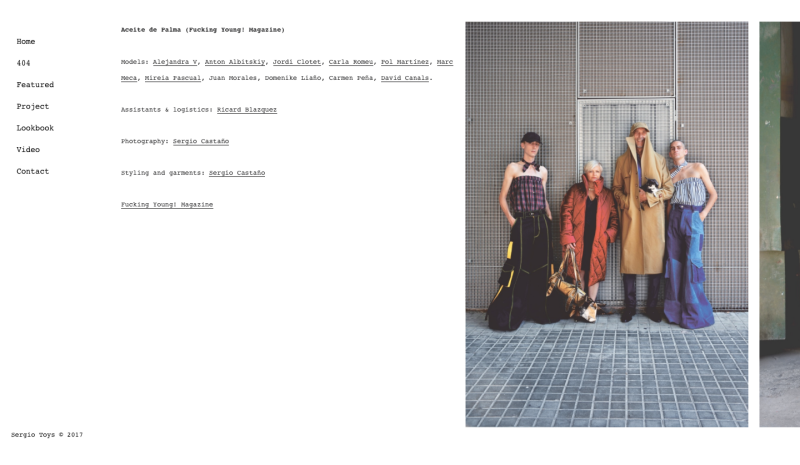 Home
404
Featured
Project
Lookbook
Video
Contact
Aceite de Palma (Fucking Young! Magazine)
Models: Alejandra V, Anton Albitskiy, Jordi Clotet, Carla Romeu, Pol Martínez, Marc
Meca, Mireia Pascual, Juan Morales, Domenike Liaño, Carmen Peña, David Canals.
Assistants & logistics: Ricard Blazquez
Photography: Sergio Castaño
Styling and garments: Sergio Castaño
Fucking Young! Magazine
Sergio Toys © 2017